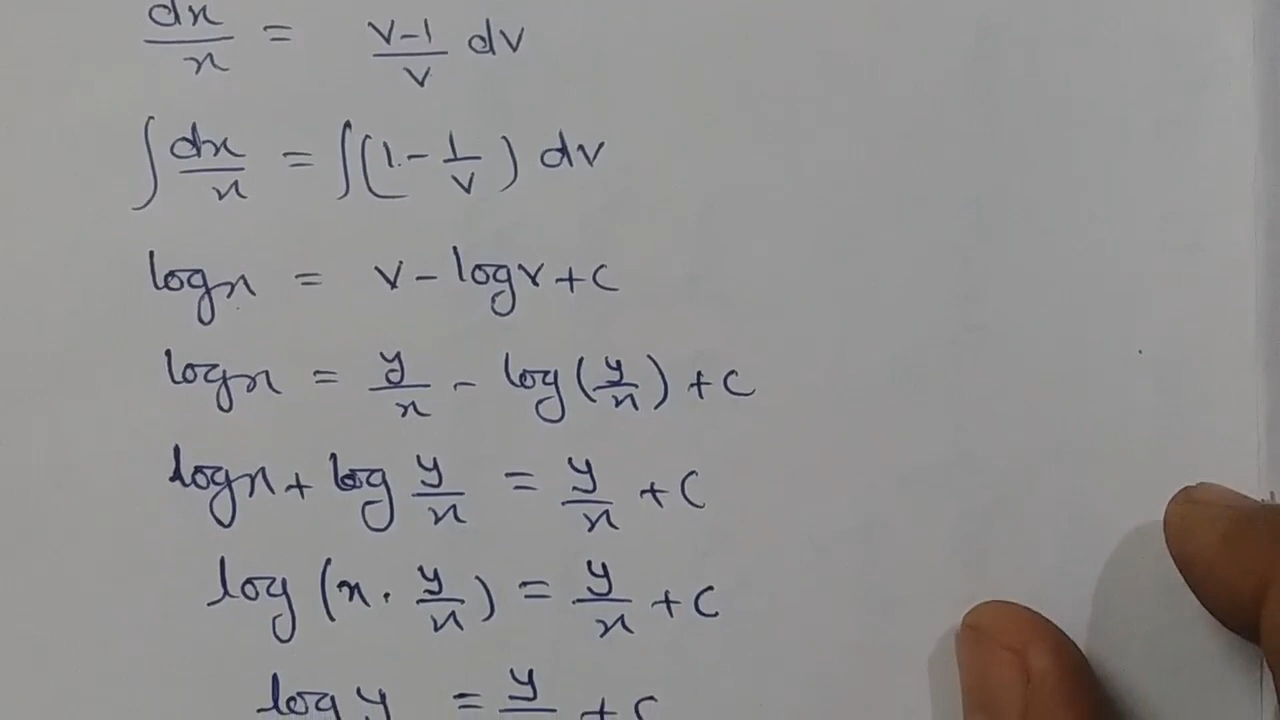 dx/x = v-1/v dv
∫ dx/x = ∫(1 - 1/v) dv
log x = v - log v + c
log x = y/x - log(y/x) + c
log x + log y/x = y/x + c
log (x . y/x) = y/x + c
log y = y/ + c